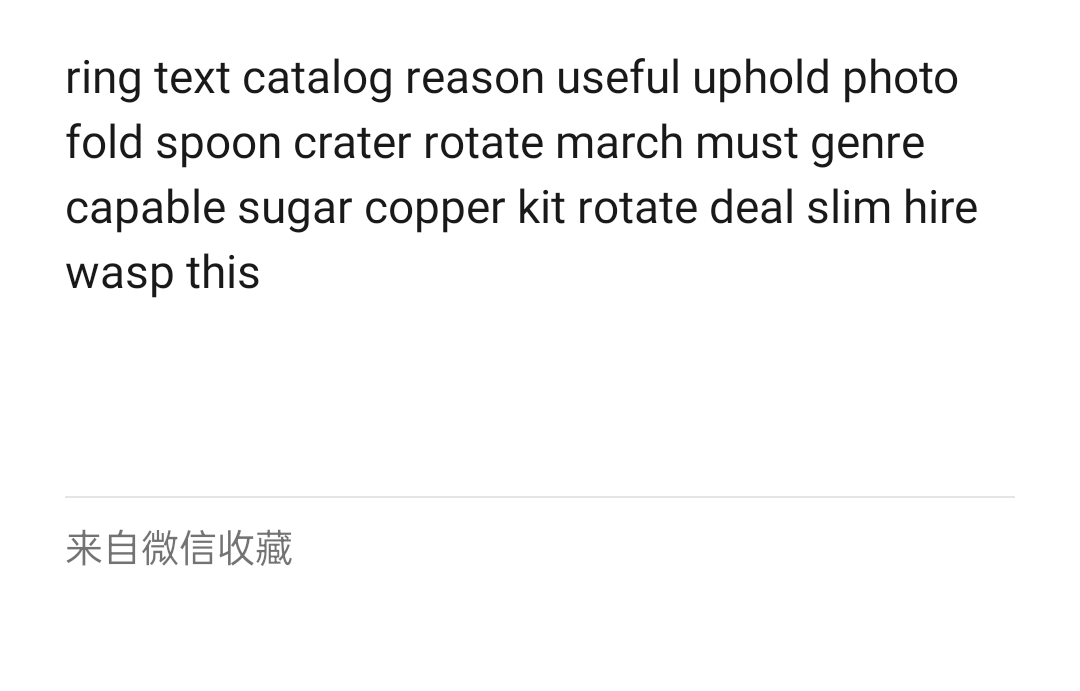 ring text catalog reason useful uphold photo
fold spoon crater rotate march must genre
capable sugar copper kit rotate deal slim hire
wasp this
来自微信收藏